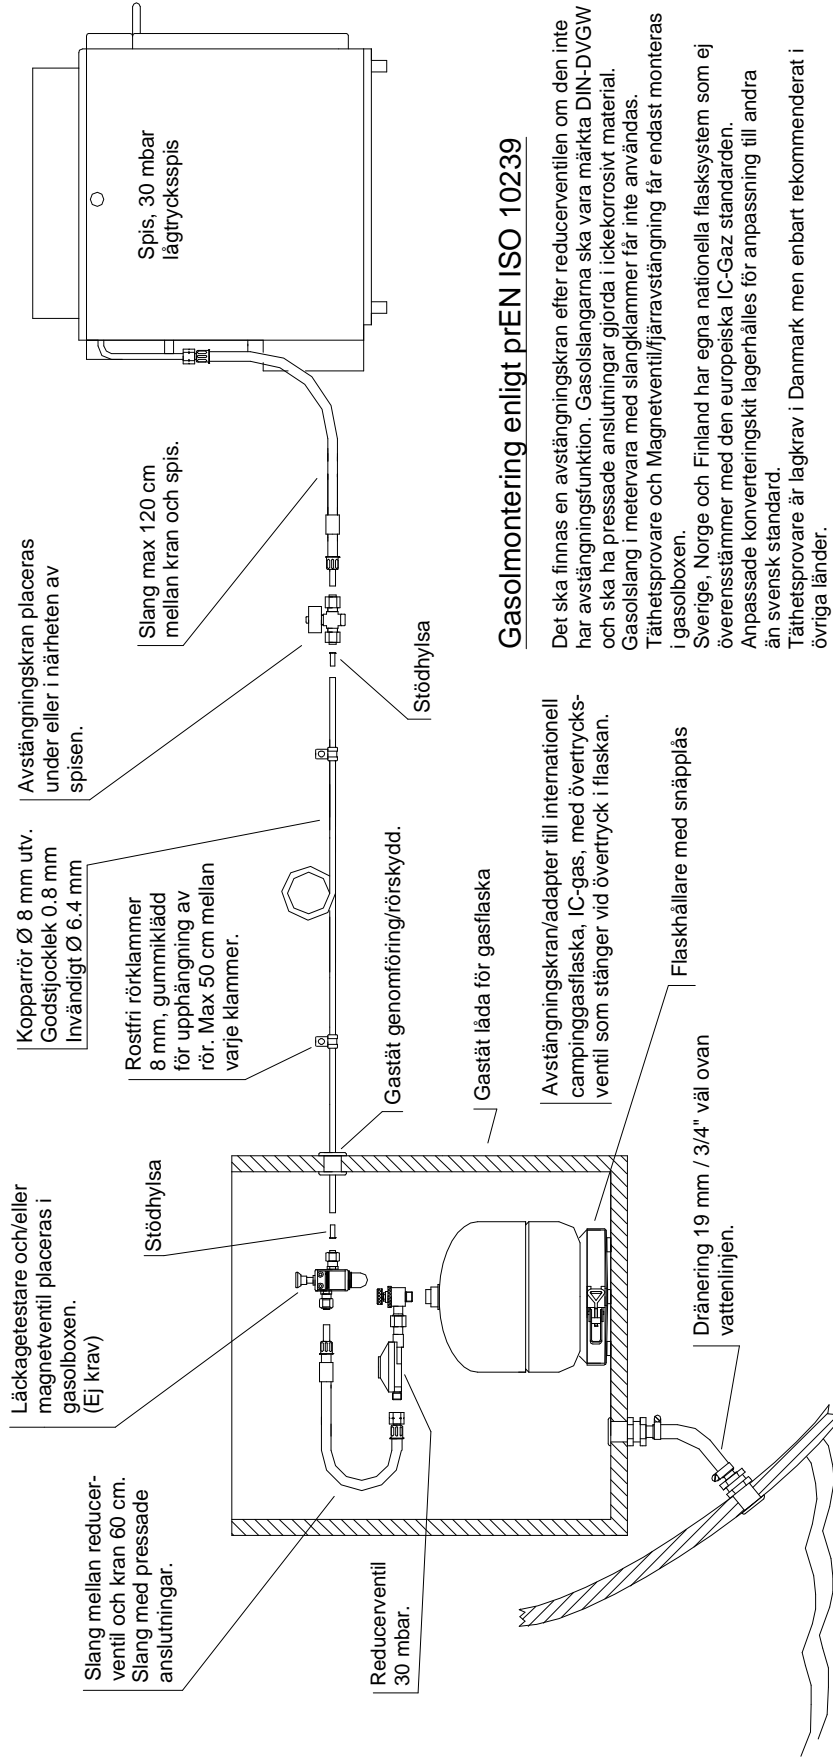 Slang mellan reducer-
ventil och kran 60 cm.
Slang med pressade
anslutningar.
Läckagetestare och/eller
magnetventil placeras i
gasolboxen.
(Ej krav)
Stödhylsa
Kopparrör Ø 8 mm utv.
Godstjocklek 0.8 mm
Invändigt Ø 6.4 mm
Rostfri rörklammer
8 mm, gummiklädd
för upphängning av
rör. Max 50 cm mellan
varje klammer.
Avstängningskran placeras
under eller i närheten av
spisen.
Slang max 120 cm
mellan kran och spis.
Spis, 30 mbar
lågtrycksspis
Stödhylsa
Gastät genomföring/rörskydd.
Gastät låda för gasflaska
Reducerventil
30 mbar.
Avstängningskran/adapter till internationell
campinggasflaska, IC-gas, med övertrycks-
ventil som stänger vid övertryck i flaskan.
Flaskhållare med snäpplås
Dränering 19 mm / 3/4" väl ovan
vattenlinjen.
Gasolmontering enligt prEN ISO 10239
Det ska finnas en avstängningskran efter reducerventilen om den inte
har avstängningsfunktion. Gasolslangarna ska vara märkta DIN-DVGW
och ska ha pressade anslutningar gjorda i ickekorrosivt material.
Gasolslang i metervara med slangklammer får inte användas.
Täthetsprovare och Magnetventil/fjärravstängning får endast monteras
i gasolboxen.
Sverige, Norge och Finland har egna nationella flasksystem som ej
överensstämmer med den europeiska IC-Gaz standarden.
Anpassade konverteringskit lagerhålles för anpassning till andra
än svensk standard.
Täthetsprovare är lagkrav i Danmark men enbart rekommenderat i
övriga länder.